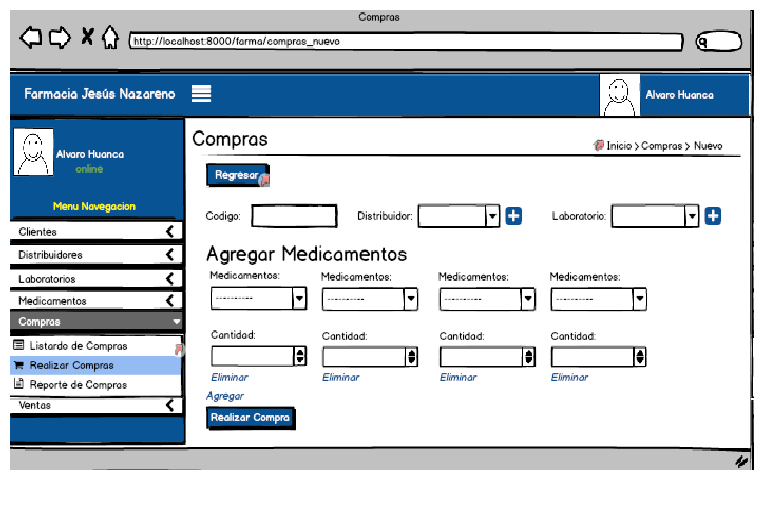 Compras
http://localhost:8000/farma/compras_nuevo
Farmacia Jesús Nazareno
Alvaro Huanca
Alvaro Huanca
online
Menu Navegacion
Clientes
Distribuidores
Laboratorios
Medicamentos
Compras
Listardo de Compras
Realizar Compras
Reporte de Compras
Ventas
Compras
Inicio > Compras > Nuevo
Regresar
Codigo: Distribuidor: Laboratorio:
Agregar Medicamentos
Medicamentos: Medicamentos: Medicamentos: Medicamentos:
---------- ---------- ---------- ----------
Cantidad: Cantidad: Cantidad: Cantidad:
Eliminar Eliminar Eliminar Eliminar
Agregar
Realizar Compra